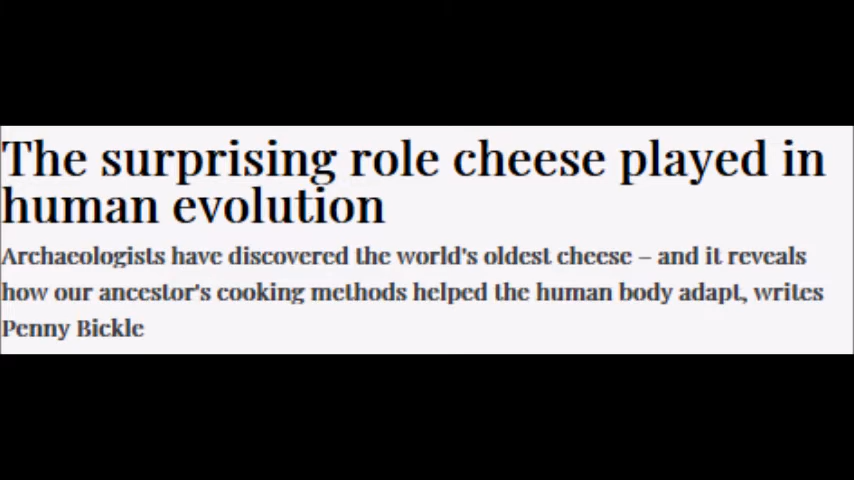 The surprising role cheese played in
human evolution
Archaeologists have discovered the world's oldest cheese – and it reveals
how our ancestor's cooking methods helped the human body adapt, writes
Penny Bickle